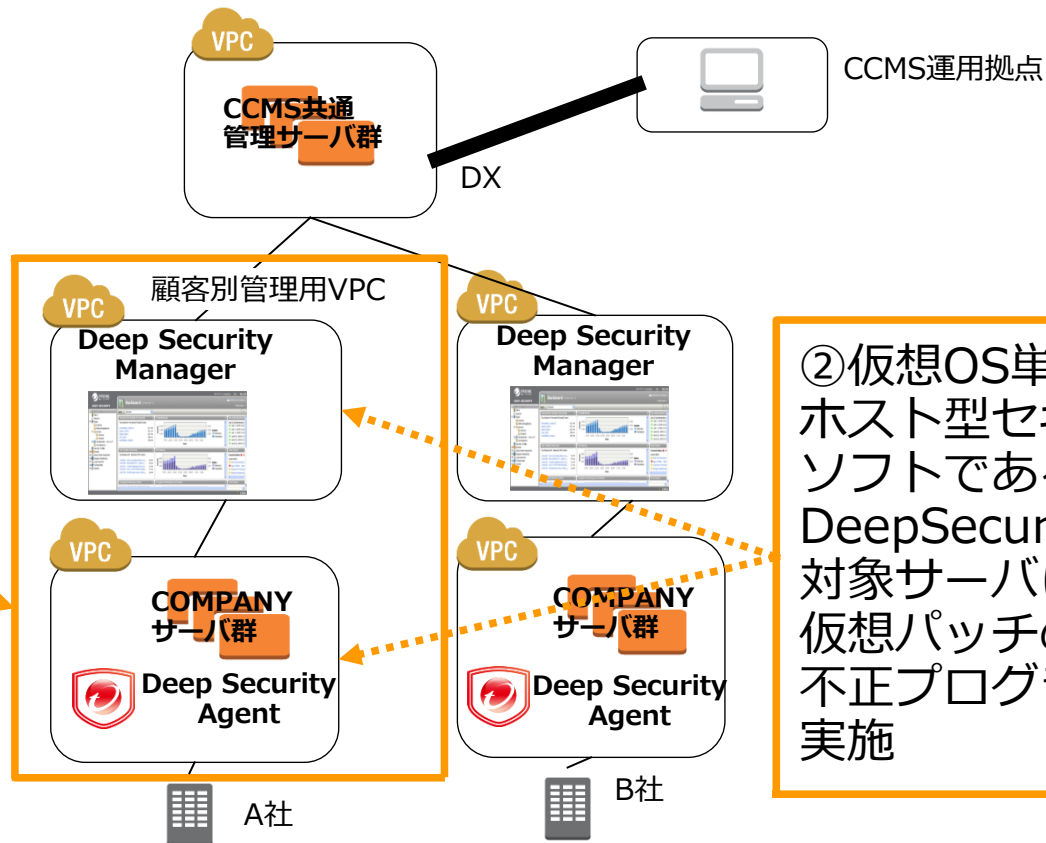 VPC
CCMS共通
管理サーバ群
CCMS運用拠点
DX
顧客別管理用VPC
VPC
Deep Security
Manager
VPC
Deep Security
Manager
VPC
COMPANY
サーバ群
Deep Security
Agent
VPC
COMPANY
サーバ群
Deep Security
Agent
A社
B社
②仮想OS単
ホスト型セキ
ソフトである
DeepSecur
対象サーバ
仮想パッチの
不正プログラ
実施